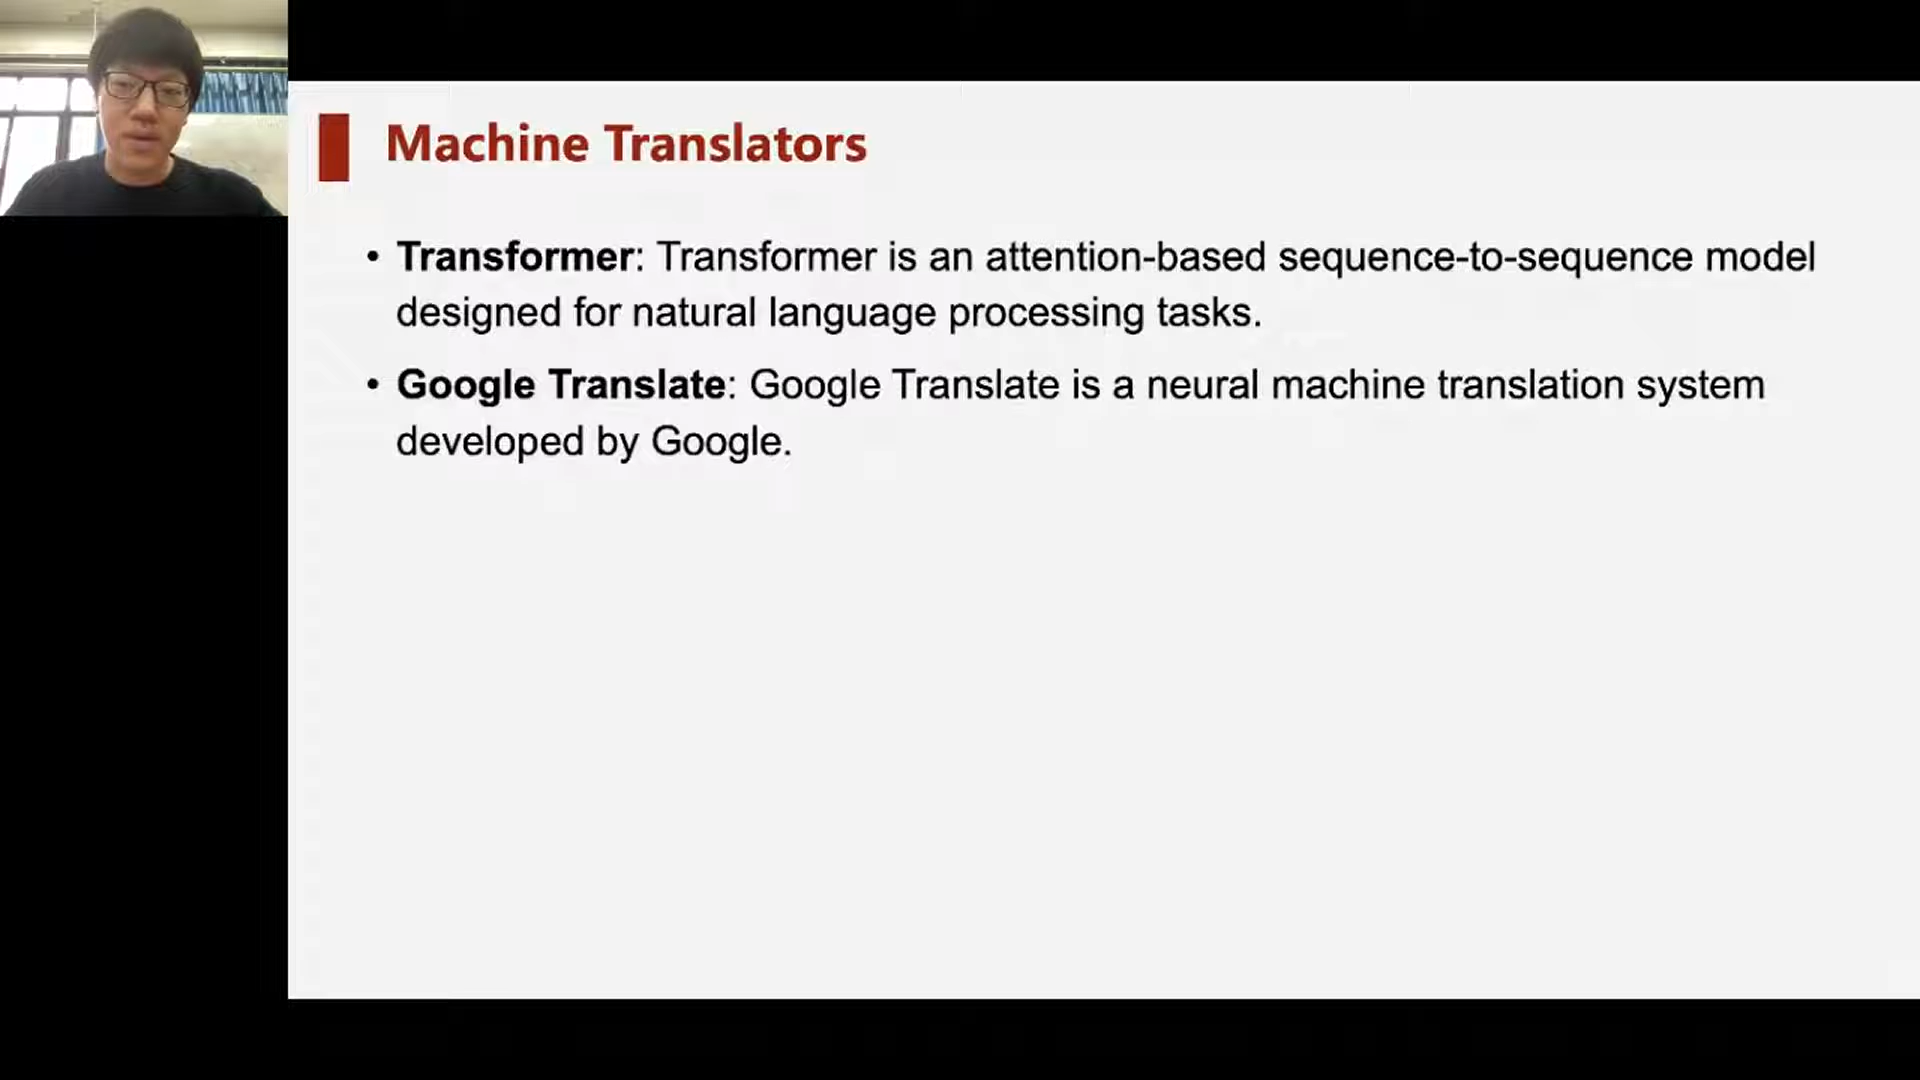 Machine Translators
• Transformer: Transformer is an attention-based sequence-to-sequence model
designed for natural language processing tasks.
• Google Translate: Google Translate is a neural machine translation system
developed by Google.